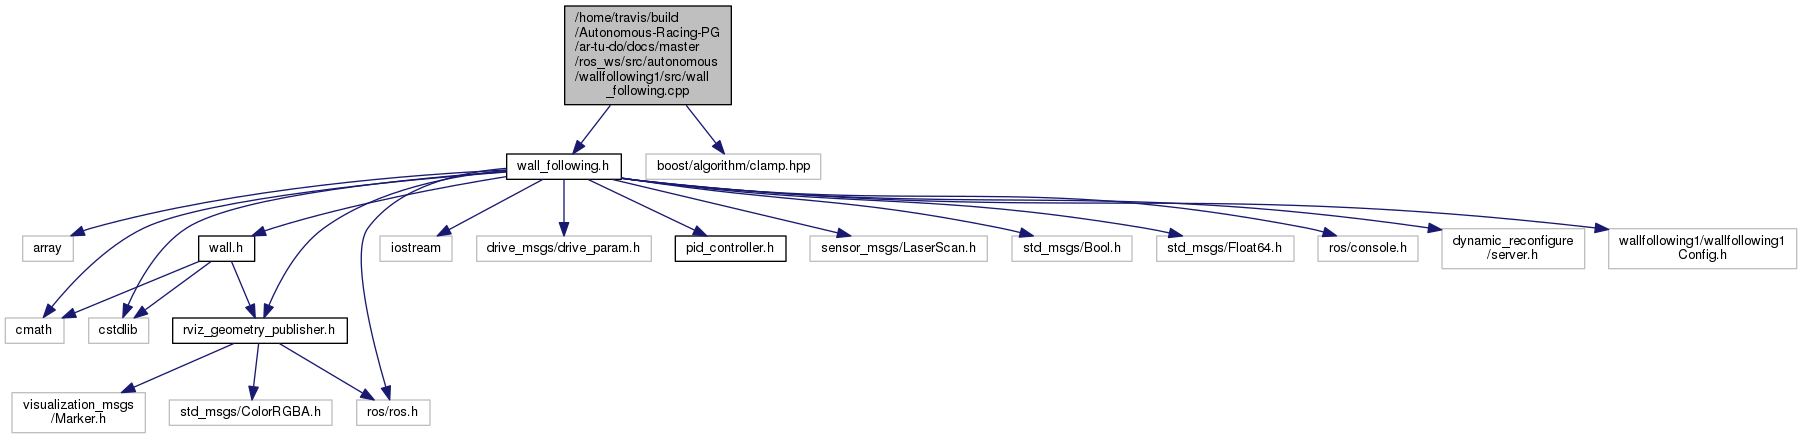 /home/travis/build
/Autonomous-Racing-PG
/ar-tu-do/docs/master
/ros_ws/src/autonomous
/wallfollowing1/src/wall
_following.cpp
wall_following.h
boost/algorithm/clamp.hpp
array
wall.h
iostream
drive_msgs/drive_param.h
pid_controller.h
sensor_msgs/LaserScan.h
std_msgs/Bool.h
std_msgs/Float64.h
ros/console.h
dynamic_reconfigure
/server.h
wallfollowing1/wallfollowing1
Config.h
cmath
cstdlib
rviz_geometry_publisher.h
visualization_msgs
/Marker.h
std_msgs/ColorRGBA.h
ros/ros.h